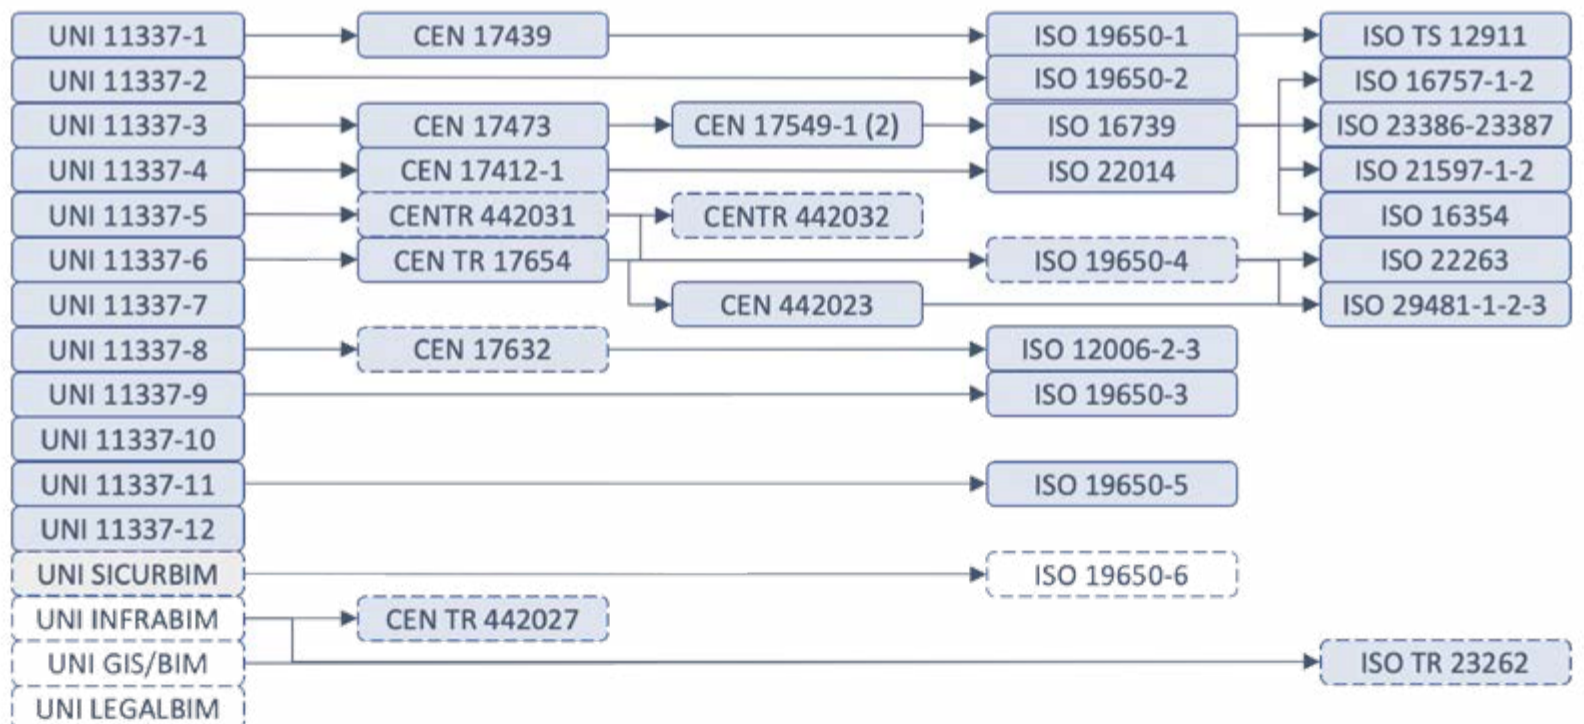 UNI 11337-1 CEN 17439 ISO 19650-1 ISO TS 12911
UNI 11337-2 ISO 19650-2 ISO 16757-1-2
UNI 11337-3 CEN 17473 CEN 17549-1 (2) ISO 16739 ISO 23386-23387
UNI 11337-4 CEN 17412-1 ISO 22014 ISO 21597-1-2
UNI 11337-5 CENTR 442031 CENTR 442032 ISO 16354
UNI 11337-6 CEN TR 17654 ISO 19650-4 ISO 22263
UNI 11337-7 CEN 442023 ISO 29481-1-2-3
UNI 11337-8 CEN 17632 ISO 12006-2-3
UNI 11337-9 ISO 19650-3
UNI 11337-10
UNI 11337-11 ISO 19650-5
UNI 11337-12
UNI SICURBIM ISO 19650-6
UNI INFRABIM CEN TR 442027
UNI GIS/BIM ISO TR 23262
UNI LEGALBIM